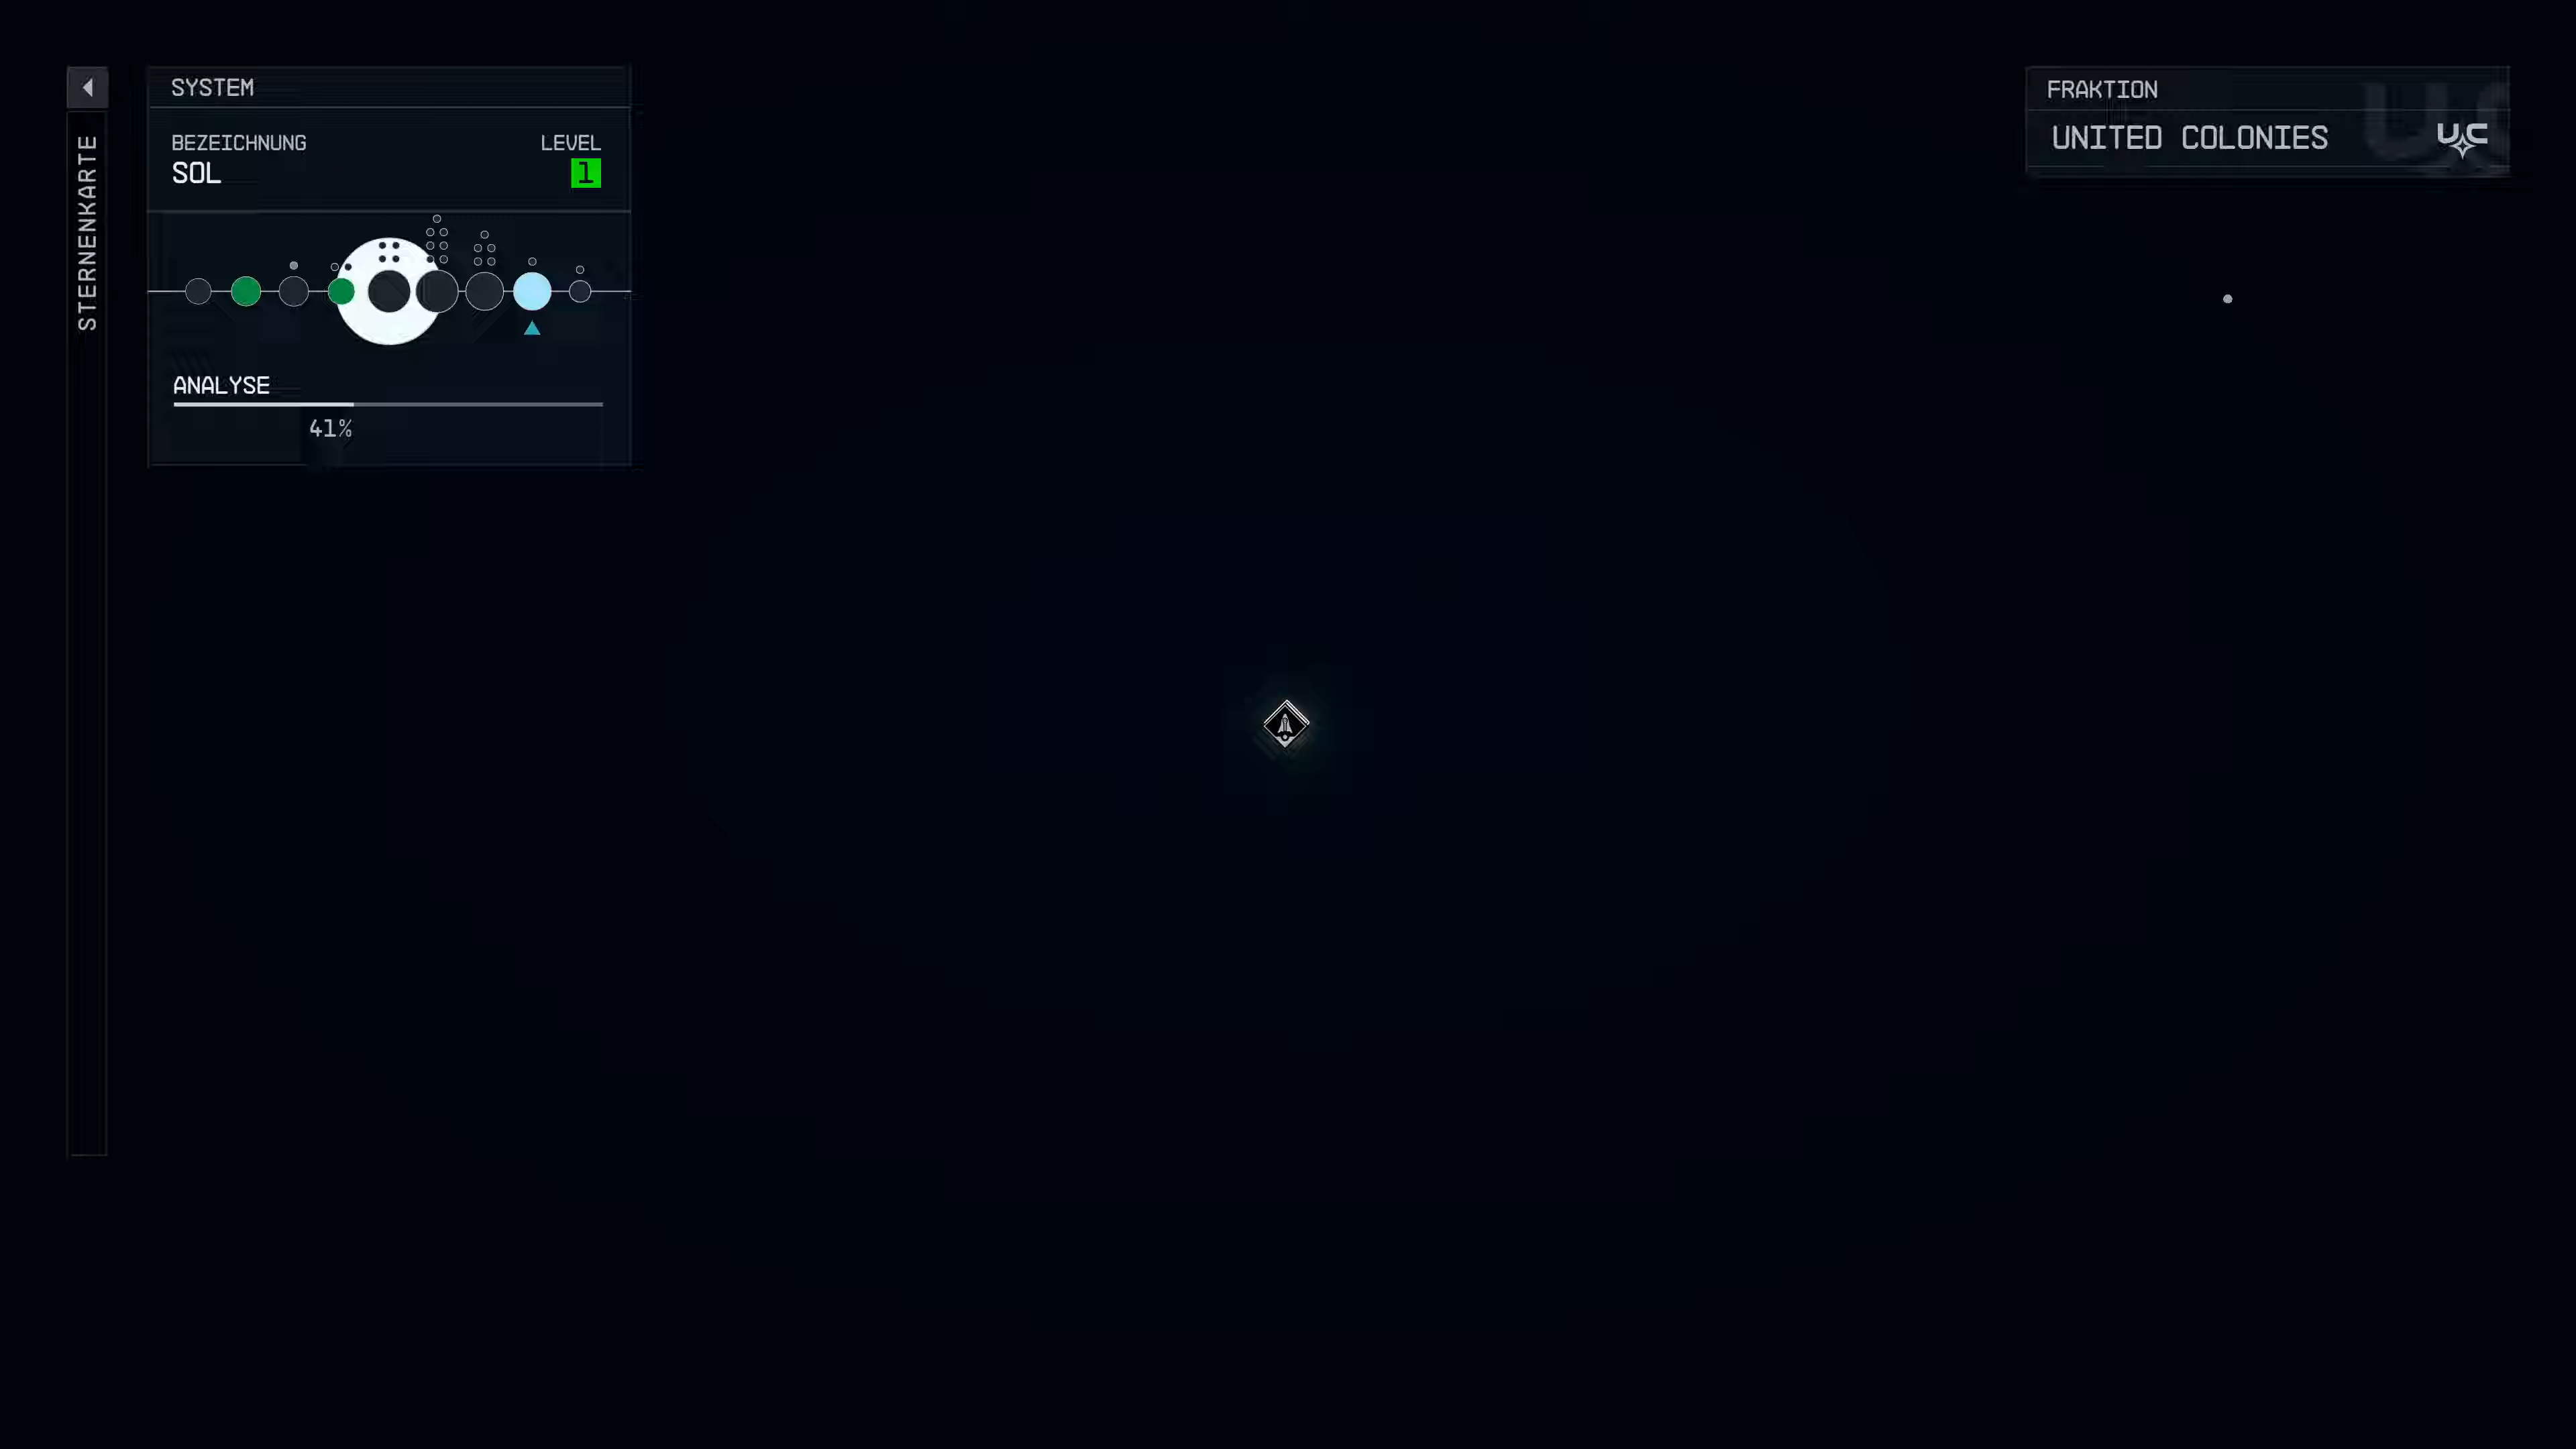 STERNENKARTE
SYSTEM
BEZEICHNUNG LEVEL
SOL 1
ANALYSE
41%
FRAKTION
UNITED COLONIES UC